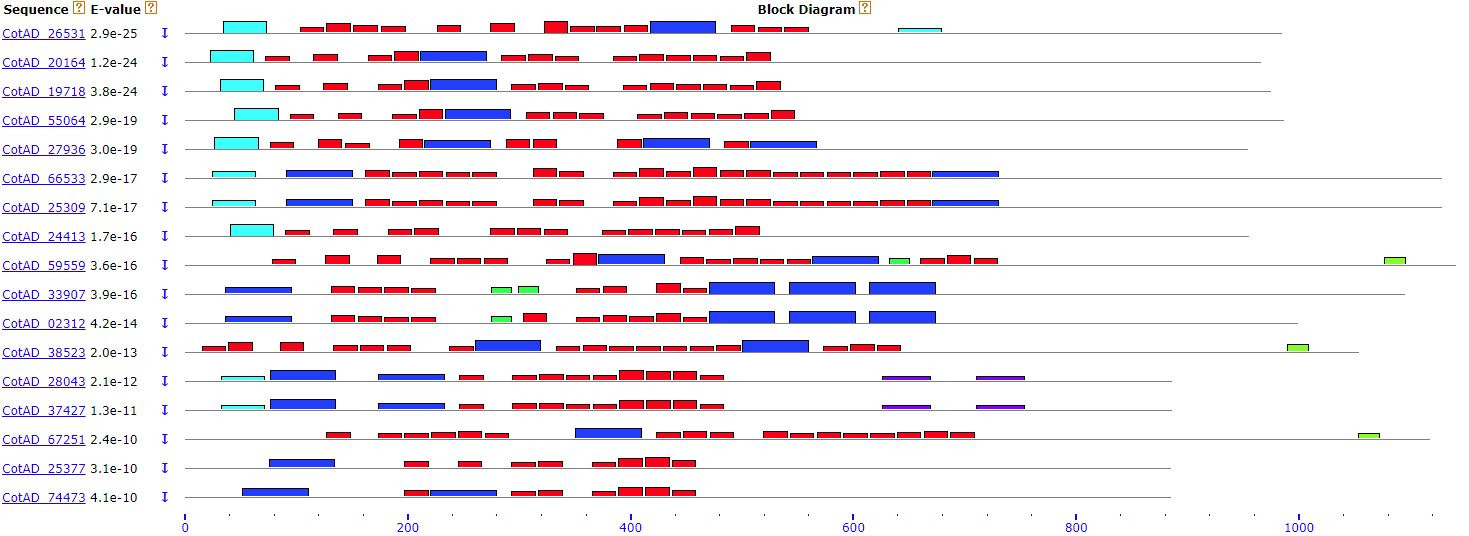 Sequence ? E-value ? Block Diagram ?
CotAD_26531 2.9e-25 ↧
CotAD_20164 1.2e-24 ↧
CotAD_19718 3.8e-24 ↧
CotAD_55064 2.9e-19 ↧
CotAD_27936 3.0e-19 ↧
CotAD_66533 2.9e-17 ↧
CotAD_25309 7.1e-17 ↧
CotAD_24413 1.7e-16 ↧
CotAD_59559 3.6e-16 ↧
CotAD_33907 3.9e-16 ↧
CotAD_02312 4.2e-14 ↧
CotAD_38523 2.0e-13 ↧
CotAD_28043 2.1e-12 ↧
CotAD_37427 1.3e-11 ↧
CotAD_67251 2.4e-10 ↧
CotAD_25377 3.1e-10 ↧
CotAD_74473 4.1e-10 ↧
0 200 400 600 800 1000